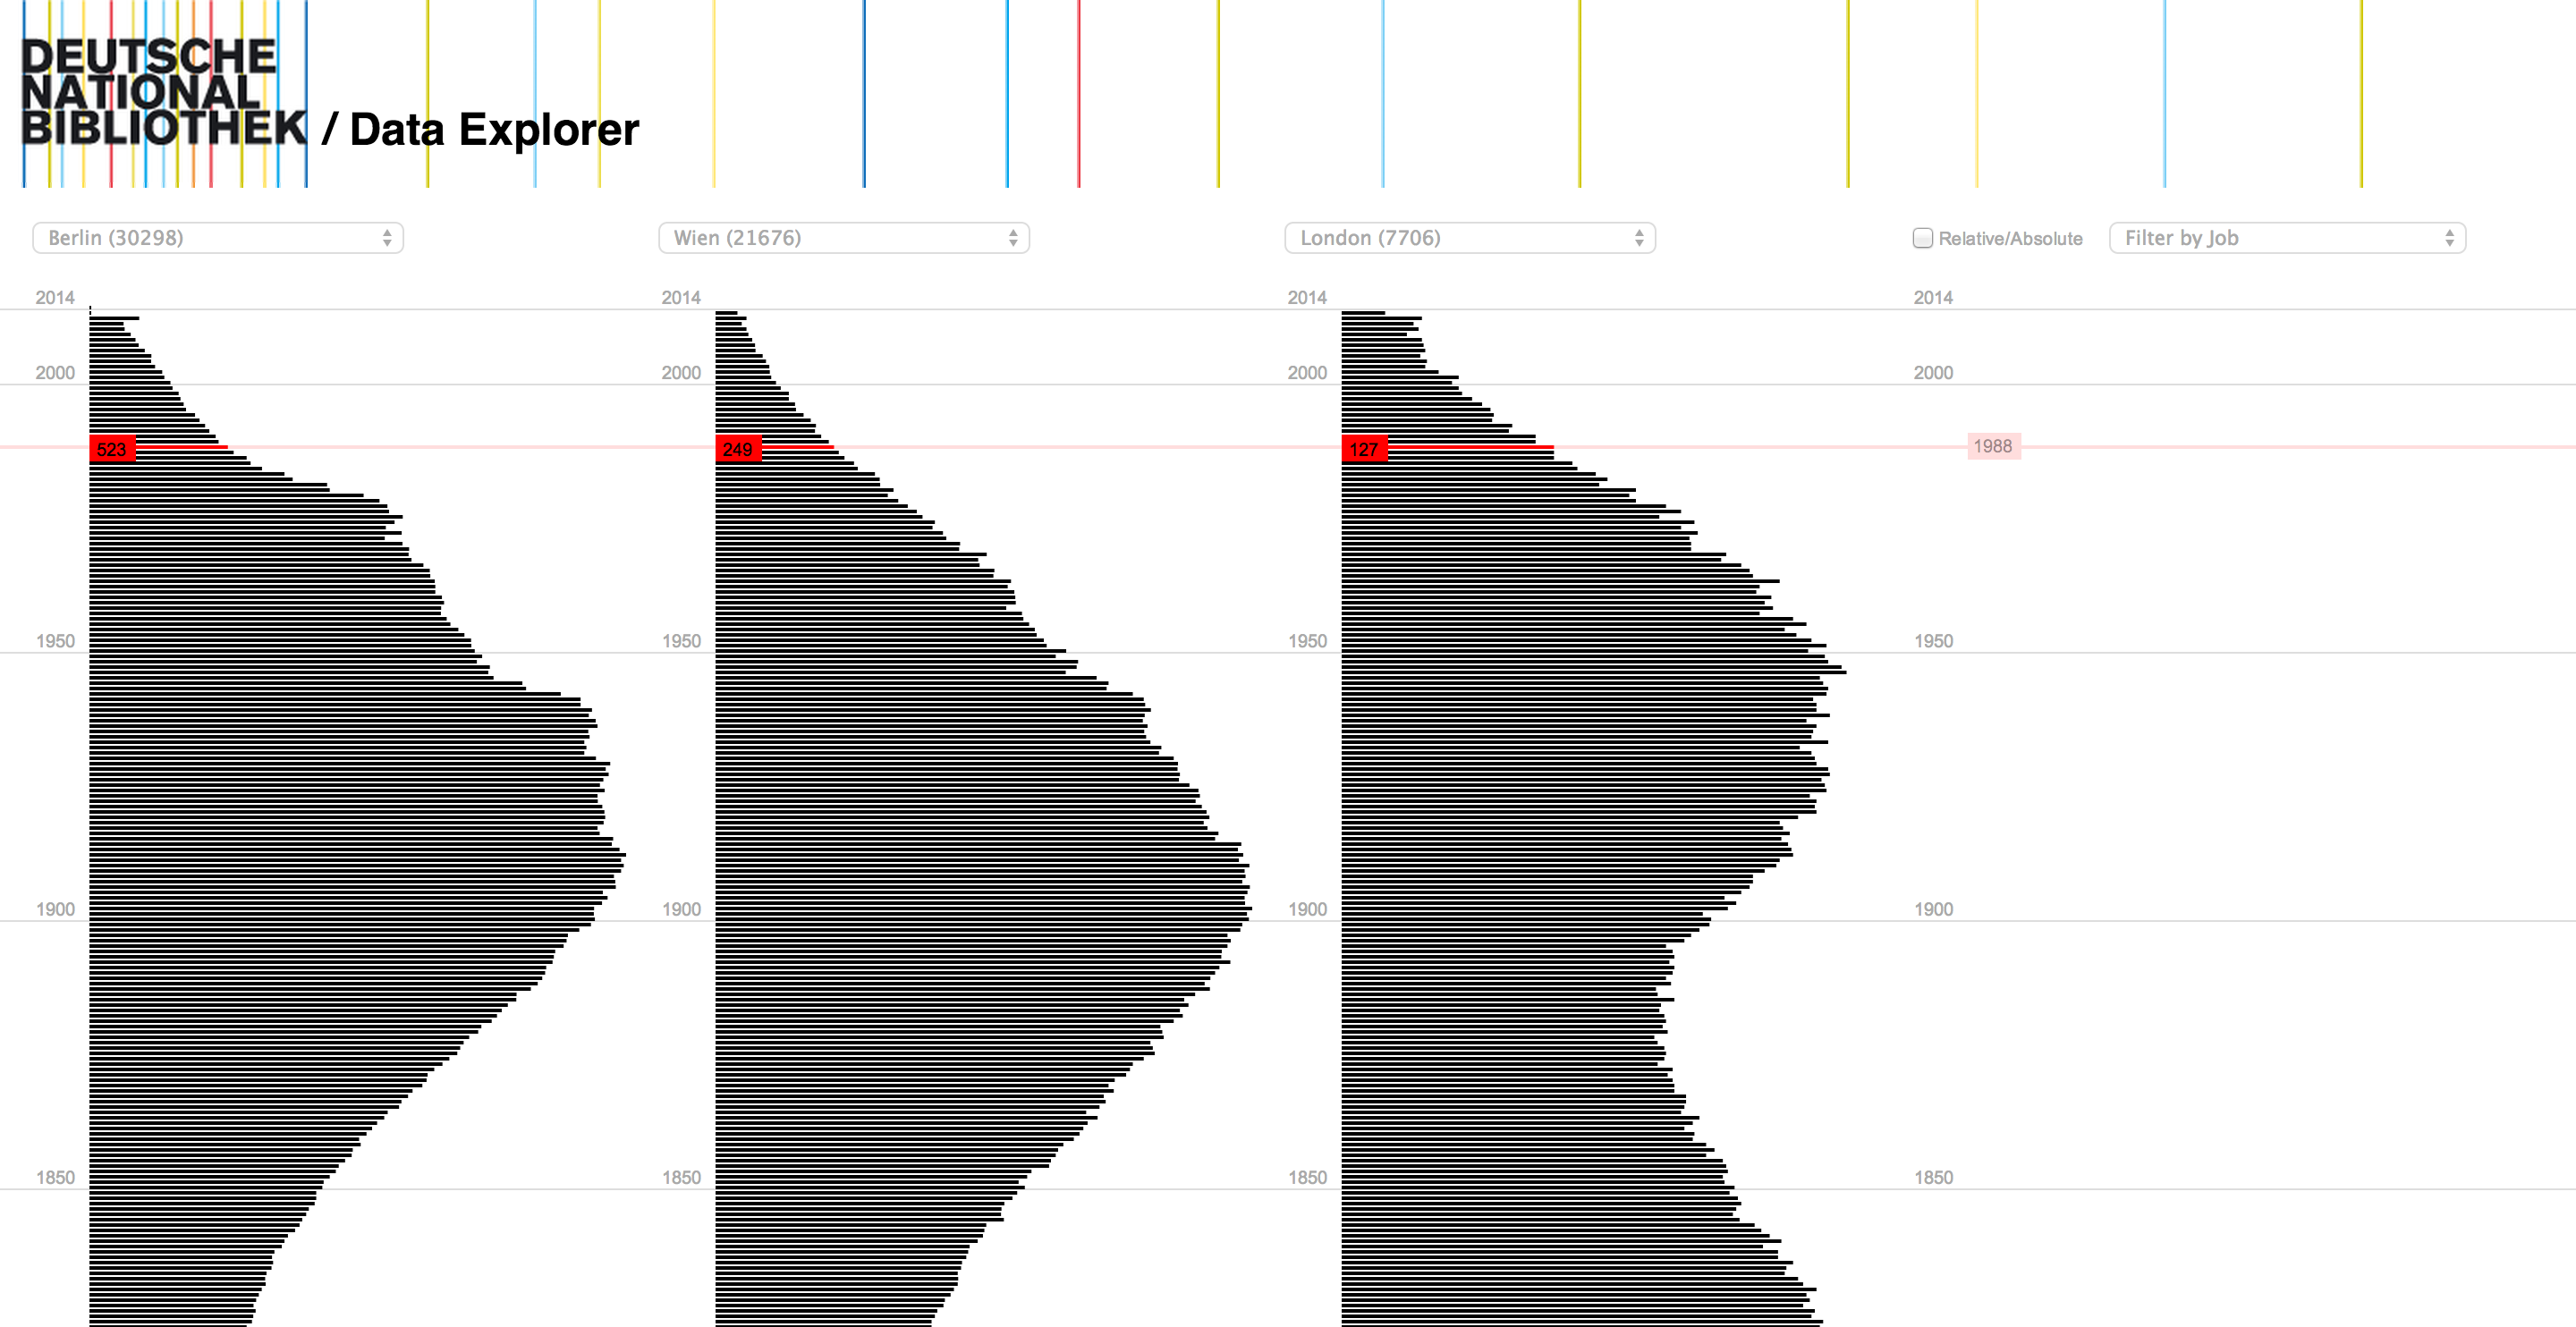 DEUTSCHE
NATIONAL
BIBLIOTHEK / Data Explorer
Berlin (30298) Wien (21676) London (7706) Relative/Absolute Filter by Job
2014 2014 2014 2014
2000 2000 2000 2000
523 249 127 1988
1950 1950 1950 1950
1900 1900 1900 1900
1850 1850 1850 1850